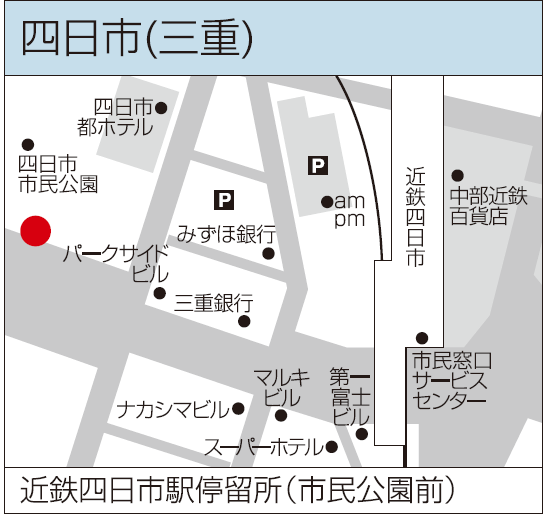 四日市(三重)
四日市
都ホテル
四日市
市民公園
P
P
am
pm
近鉄四日市
中部近鉄
百貨店
みずほ銀行
パークサイド
ビル
三重銀行
市民窓口
サービス
センター
マルキ
ビル
第一
富士
ビル
ナカシマビル
スーパーホテル
近鉄四日市駅停留所(市民公園前)